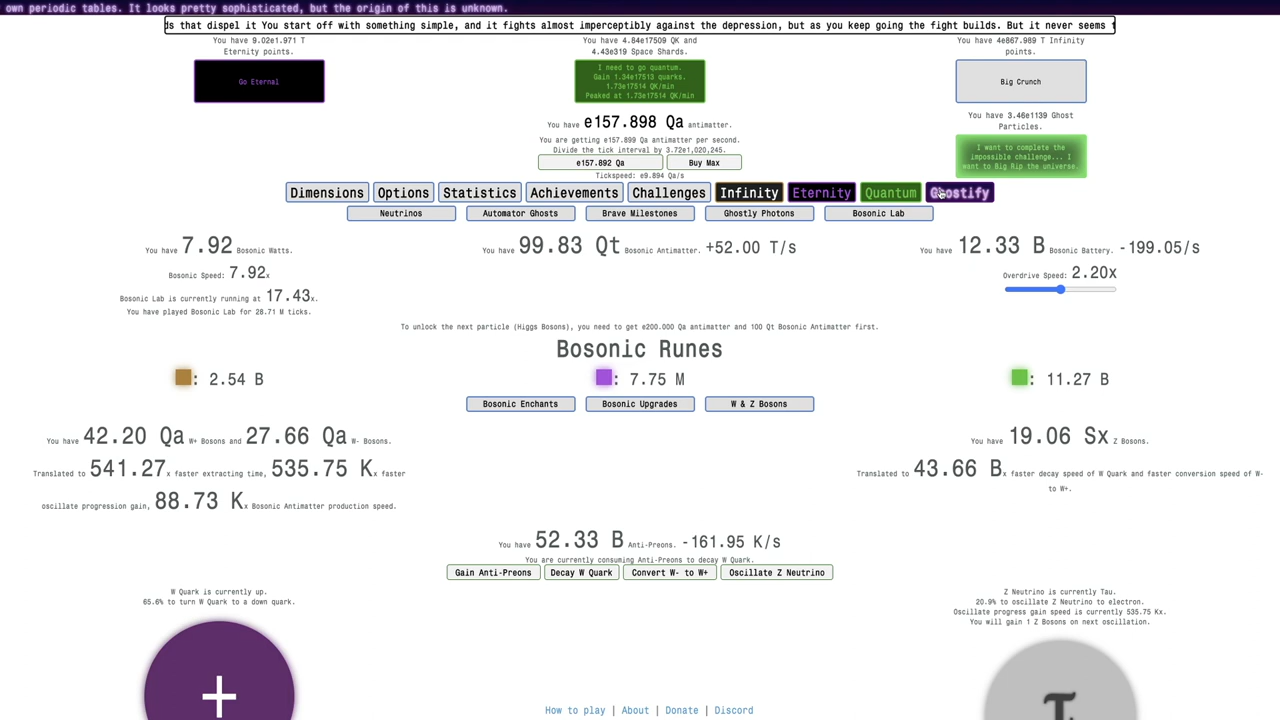 own periodic tables. It looks pretty sophisticated, but the origin of this is unknown.
ds that dispel it You start off with something simple, and it fights almost imperceptibly against the depression, but as you keep going the fight builds. But it never seems
You have 9.02e1.971 T
Eternity points.
Go Eternal
You have 4.84e17509 QK and
4.43e319 Space Shards.
I need to go quantum.
Gain 1.34e17513 quarks.
1.73e17514 QK/min
Peaked at 1.73e17514 QK/min
You have 4e867.989 T Infinity
points.
Big Crunch
You have e157.898 Qa antimatter.
You are getting e157.899 Qa antimatter per second.
Divide the tick interval by 3.72e1,020,245.
e157.892 Qa
Buy Max
Tickspeed: e9.894 Qa/s
You have 3.46e1139 Ghost
Particles.
I want to complete the
impossible challenge... I
want to Big Rip the universe.
Dimensions
Options
Statistics
Achievements
Challenges
Infinity
Eternity
Quantum
Ghostify
Neutrinos
Automator Ghosts
Brave Milestones
Ghostly Photons
Bosonic Lab
You have 7.92 Bosonic Watts.
Bosonic Speed: 7.92x
Bosonic Lab is currently running at 17.43x.
You have played Bosonic Lab for 28.71 M ticks.
You have 99.83 Qt Bosonic Antimatter. +52.00 T/s
You have 12.33 B Bosonic Battery. -199.05/s
Overdrive Speed: 2.20x
To unlock the next particle (Higgs Bosons), you need to get e200.000 Qa antimatter and 100 Qt Bosonic Antimatter first.
Bosonic Runes
: 2.54 B
: 7.75 M
: 11.27 B
Bosonic Enchants
Bosonic Upgrades
W & Z Bosons
You have 42.20 Qa W+ Bosons and 27.66 Qa W- Bosons.
Translated to 541.27x faster extracting time, 535.75 Kx faster
oscillate progression gain, 88.73 Kx Bosonic Antimatter production speed.
You have 19.06 Sx Z Bosons.
Translated to 43.66 Bx faster decay speed of W Quark and faster conversion speed of W-
to W+.
You have 52.33 B Anti-Preons. -161.95 K/s
You are currently consuming Anti-Preons to decay W Quark.
Gain Anti-Preons
Decay W Quark
Convert W- to W+
Oscillate Z Neutrino
W Quark is currently up.
65.6% to turn W Quark to a down quark.
+
Z Neutrino is currently Tau.
20.9% to oscillate Z Neutrino to electron.
Oscillate progress gain speed is currently 535.75 Kx.
You will gain 1 Z Bosons on next oscillation.
τ
How to play | About | Donate | Discord